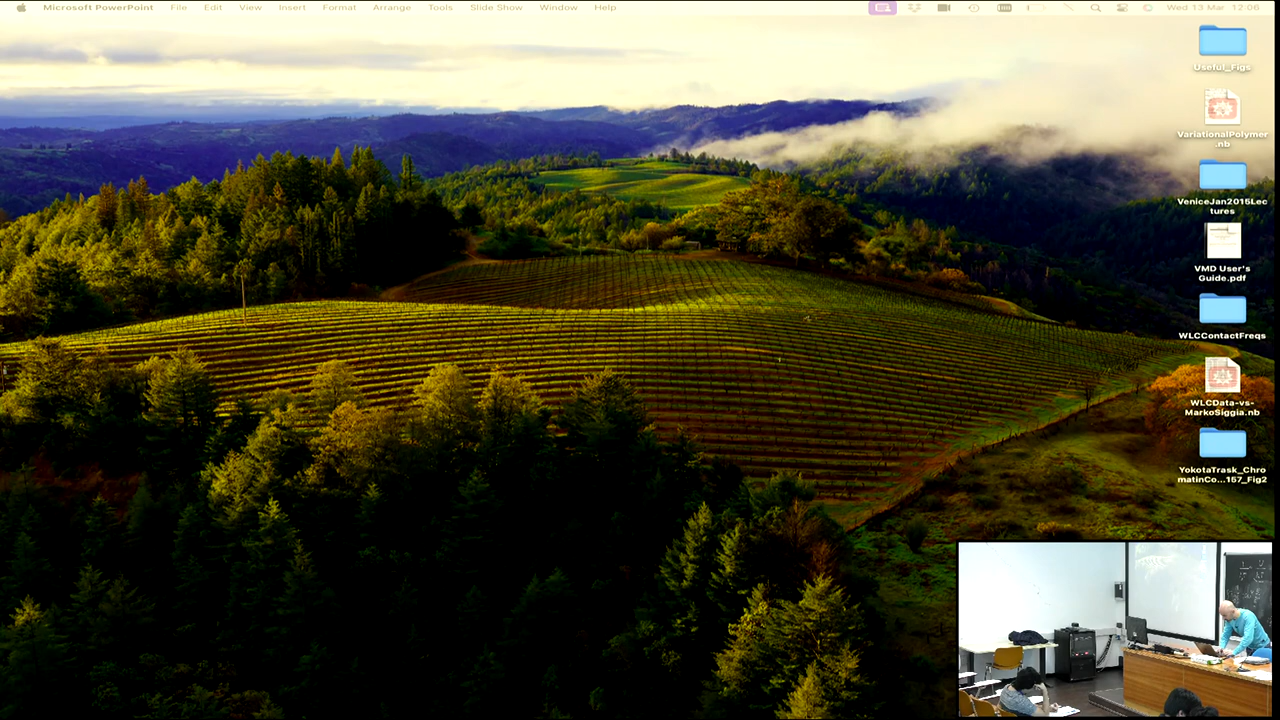 Microsoft PowerPoint File Edit View Insert Format Arrange Tools Slide Show Window Help Wed 13 Mar 12:06
Useful_Figs
VariationalPolymer
.nb
VeniceJan2015Lec
tures
VMD User's
Guide.pdf
WLCContactFreqs
WLCData-vs-
MarkoSiggia.nb
YokotaTrask_Chro
matinCo...157_Fig2